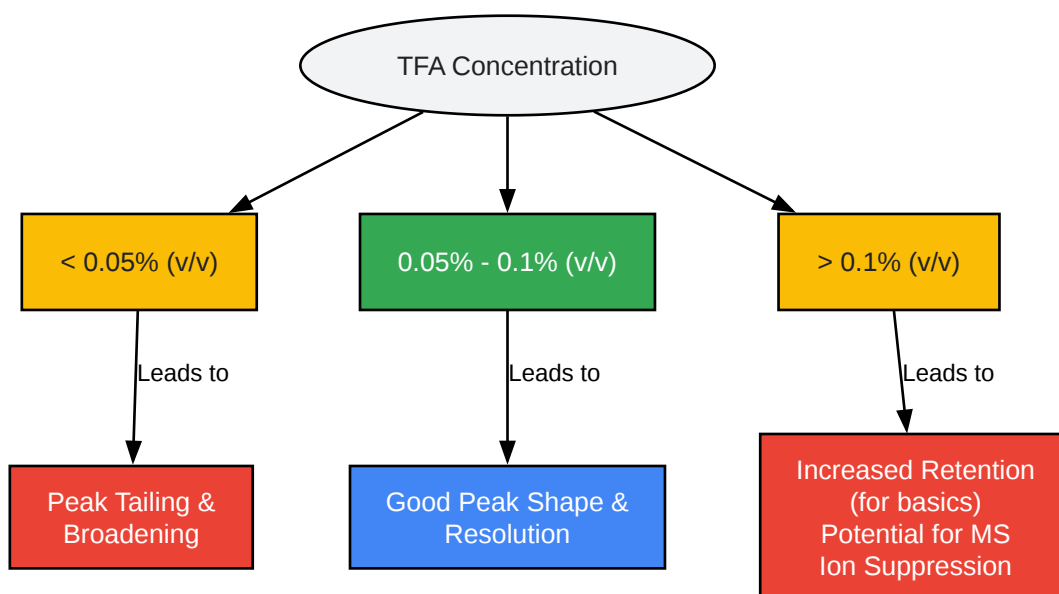 TFA Concentration
< 0.05% (v/v)
0.05% - 0.1% (v/v)
> 0.1% (v/v)
Leads to
Leads to
Leads to
Peak Tailing &
Broadening
Good Peak Shape &
Resolution
Increased Retention
(for basics)
Potential for MS
Ion Suppression